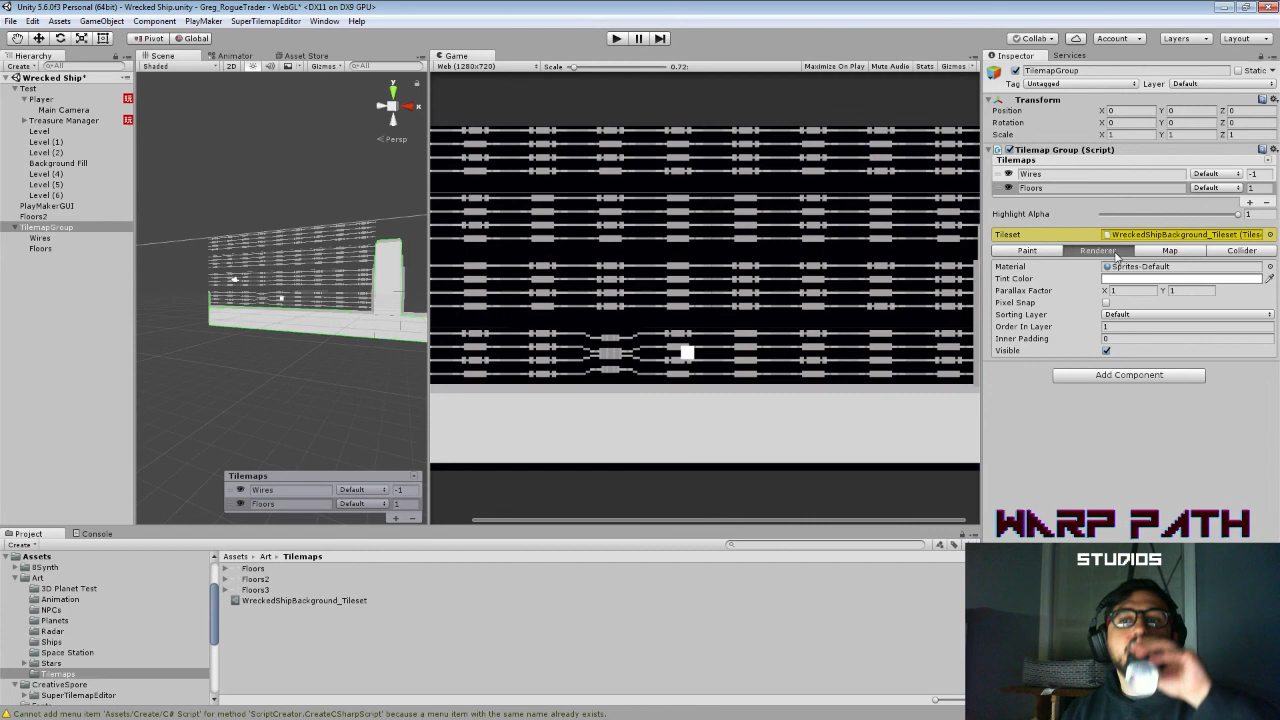 Unity 5.6.0f3 Personal (64bit) - Wrecked Ship.unity - Greg_RogueTrader - WebGL* <DX11 on DX9 GPU>
File Edit Assets GameObject Component PlayMaker SuperTilemapEditor Window Help
Pivot Global Collab Account Layers Layout
Hierarchy
Create All
Wrecked Ship*
Test
Player
Main Camera
Treasure Manager
Level
Level (1)
Level (2)
Background Fill
Level (4)
Level (5)
Level (6)
PlayMakerGUI
Floors2
TilemapGroup
Wires
Floors
Scene Animator Asset Store
Shaded 2D Gizmos All
y
x
Persp
Tilemaps
Wires Default -1
Floors Default 1
Game
Web (1280x720) Scale 0.72: Maximize On Play Mute Audio Stats Gizmos
Inspector Services
TilemapGroup Static
Tag Untagged Layer Default
Transform
Position X 0 Y 0 Z 0
Rotation X 0 Y 0 Z 0
Scale X 1 Y 1 Z 1
Tilemap Group (Script)
Tilemaps
Wires Default -1
Floors Default 1
Highlight Alpha 1
Tileset WreckedShipBackground_Tileset (Tiles
Paint Renderer Map Collider
Material Sprites-Default
Tint Color
Parallax Factor X 1 Y 1
Pixel Snap
Sorting Layer Default
Order In Layer 1
Inner Padding 0
Visible
Add Component
Project Console
Create
Assets
8Synth
Art
3D Planet Test
Animation
NPCs
Planets
Radar
Ships
Space Station
Stars
Tilemaps
CreativeSpore
SuperTilemapEditor
Assets Art Tilemaps
Floors
Floors2
Floors3
WreckedShipBackground_Tileset
WARP PATH
STUDIOS
Cannot add menu item 'Assets/Create/C# Script' for method 'ScriptCreator.CreateCSharpScript' because a menu item with the same name already exists.